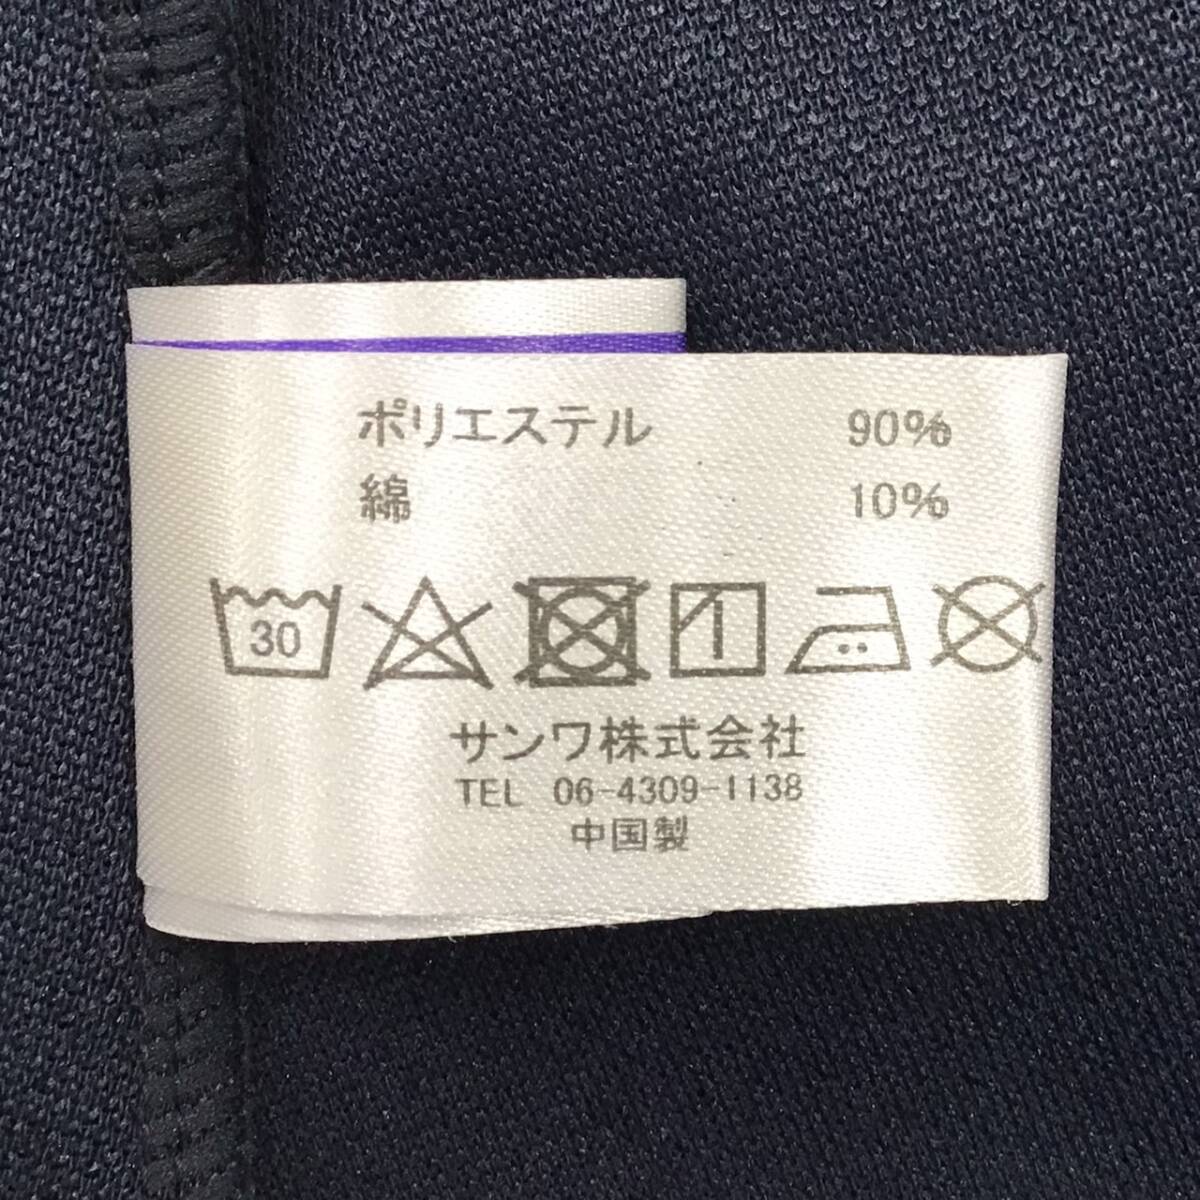 ポリエステル 90%
綿 10%
30
サンワ株式会社
TEL 06-4309-1138
中国製